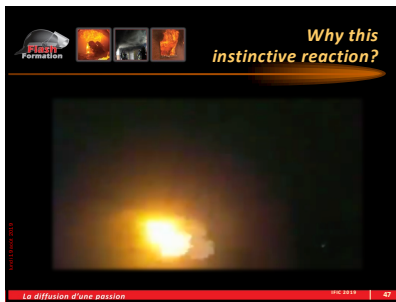 Why this
instinctive reaction?
Flash
Formation
La diffusion d'une passion
IFIC 2019
47